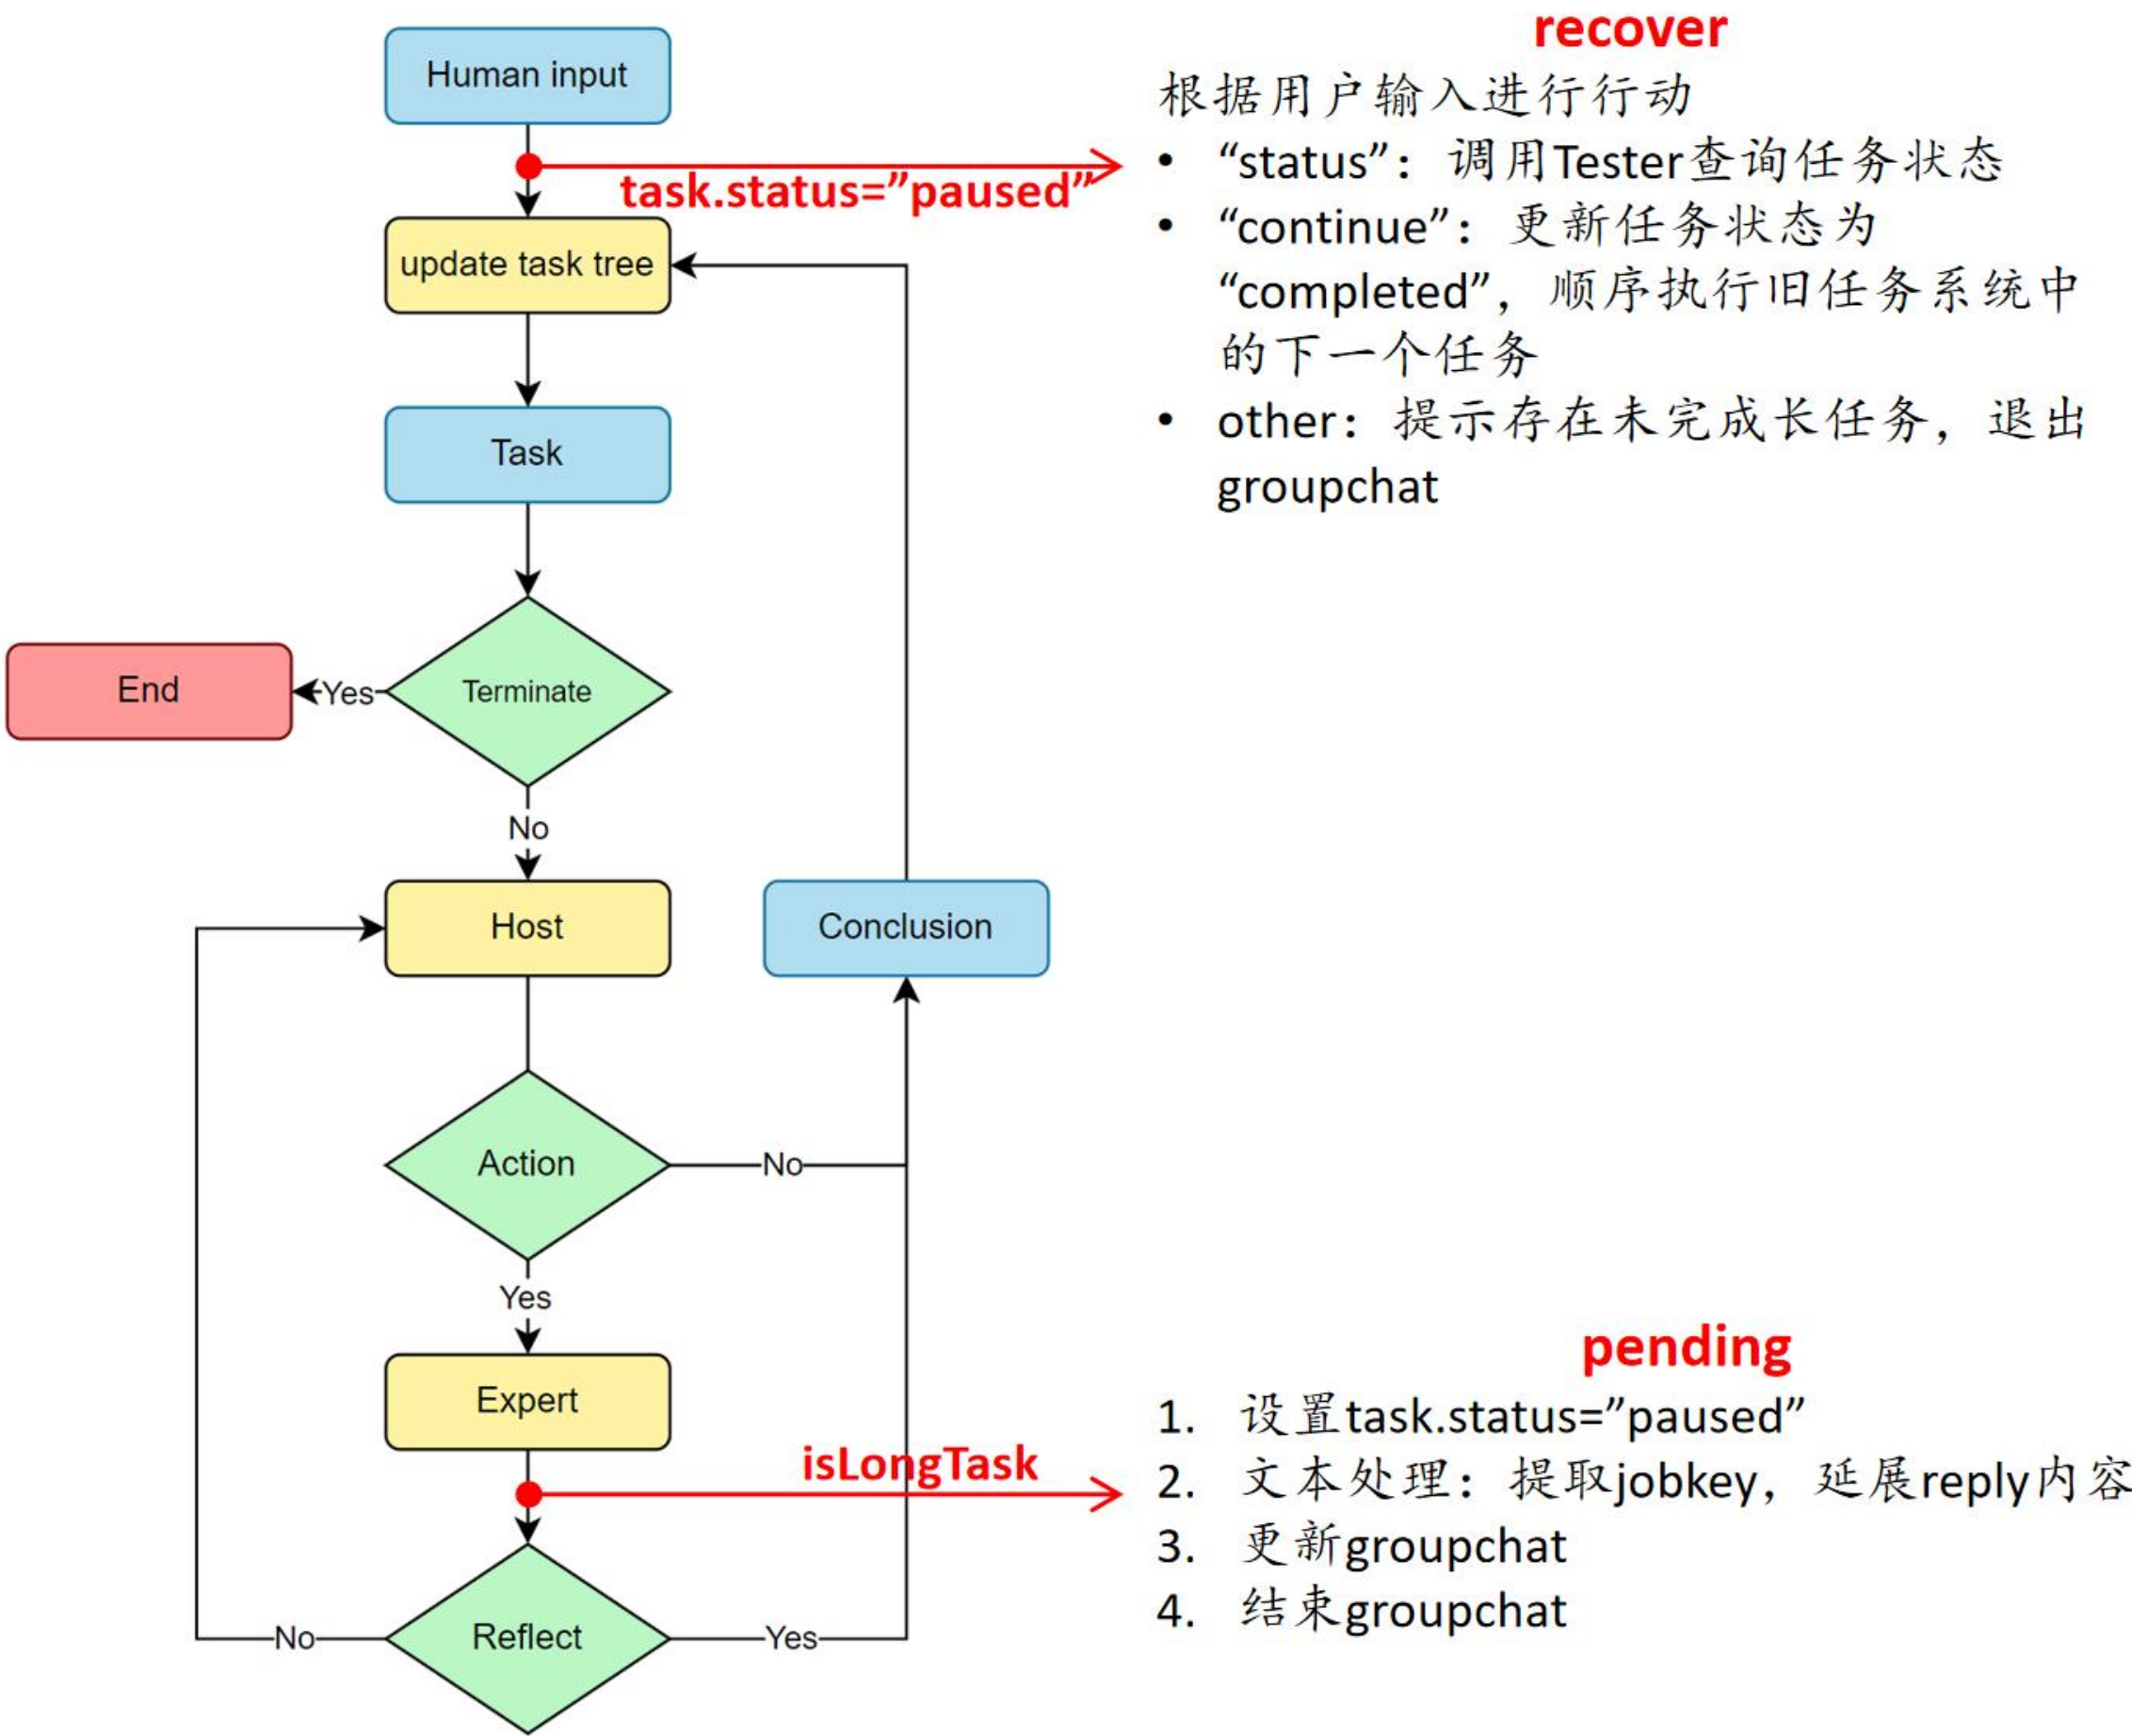 Human input
task.status=”paused”
update task tree
Task
Terminate
Yes
End
No
Host
Conclusion
Action
No
Yes
Expert
isLongTask
Reflect
No
Yes
recover
根据用户输入进行行动
• “status”：调用Tester查询任务状态
• “continue”：更新任务状态为
“completed”，顺序执行旧任务系统中
的下一个任务
• other：提示存在未完成长任务，退出
groupchat
pending
1. 设置task.status=”paused”
2. 文本处理：提取jobkey，延展reply内容
3. 更新groupchat
4. 结束groupchat